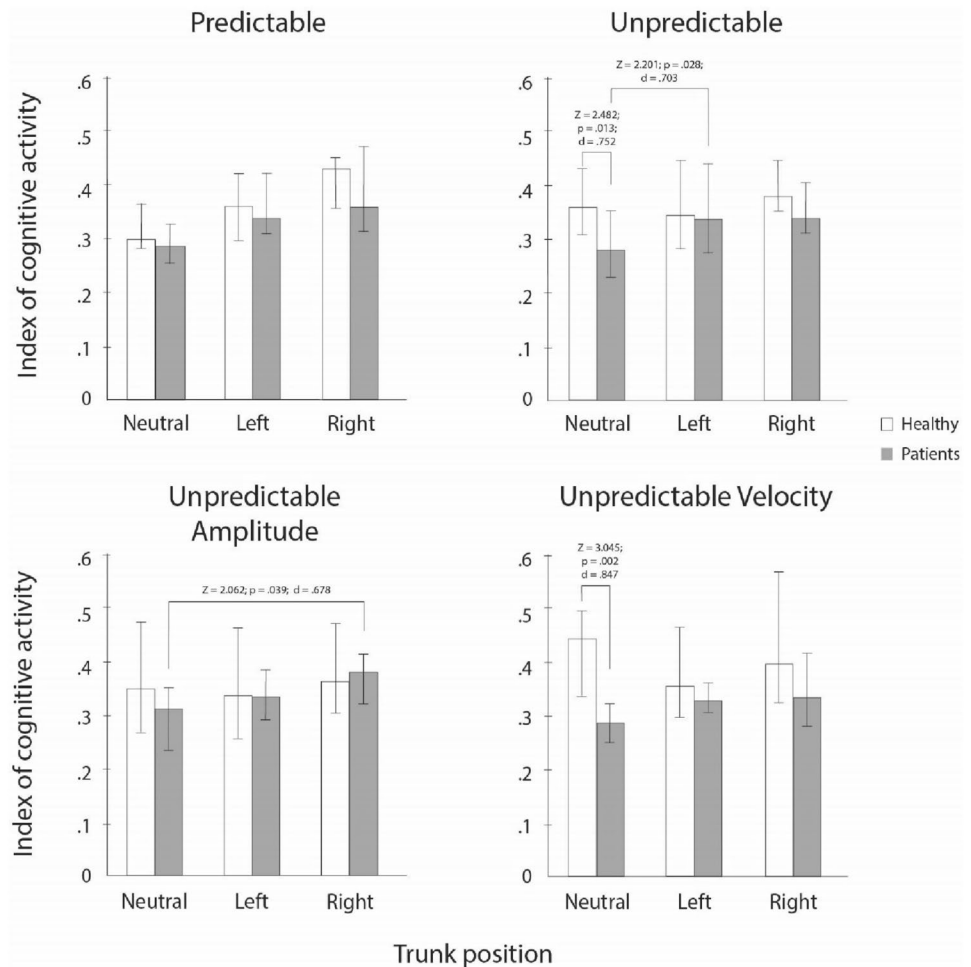 Predictable
Index of cognitive activity
.6
.5
.4
.3
.2
.1
0
Neutral Left Right
Unpredictable
.6
.5
.4
.3
.2
.1
0
Z = 2.201; p = .028;
d = .703
Z = 2.482;
p = .013;
d = .752
Neutral Left Right
Healthy
Patients
Unpredictable
Amplitude
Index of cognitive activity
.6
.5
.4
.3
.2
.1
0
Z = 2.062; p = .039; d = .678
Neutral Left Right
Unpredictable Velocity
.6
.5
.4
.3
.2
.1
0
Z = 3.045;
p = .002
d = .847
Neutral Left Right
Trunk position